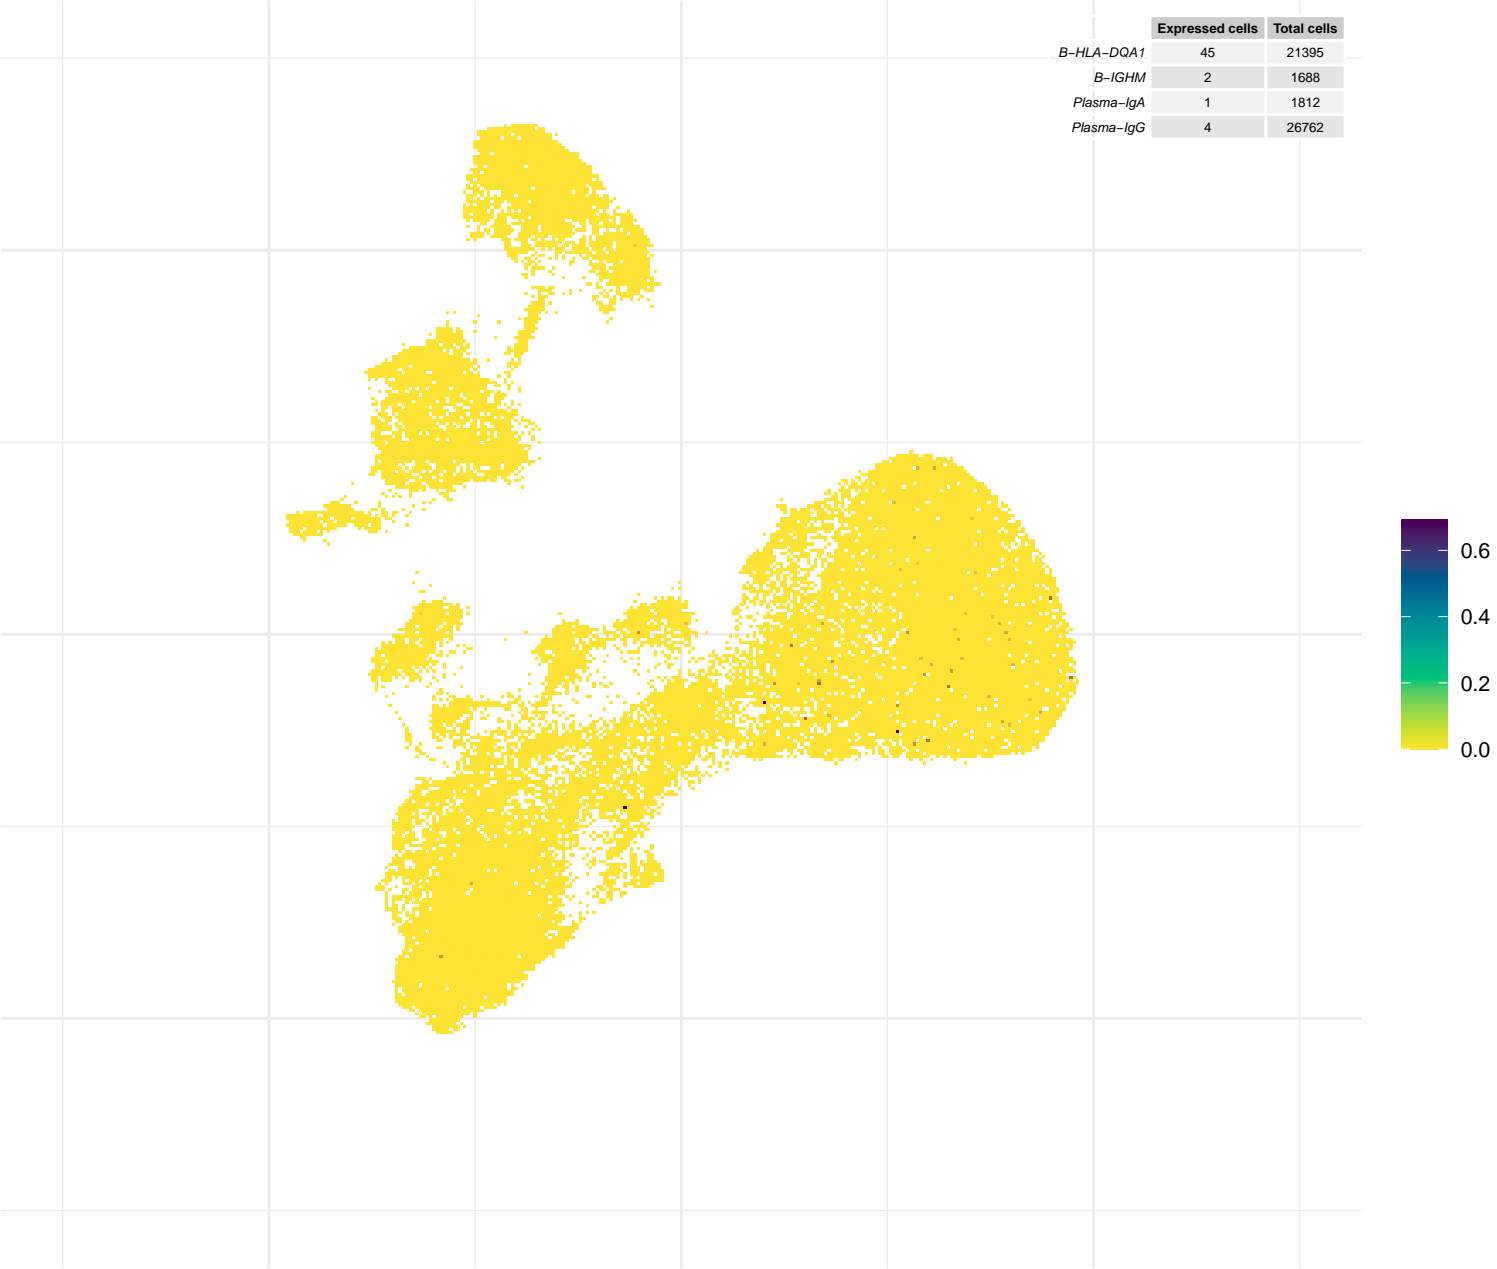 Expressed cells Total cells
B−HLA−DQA1 45 21395
B−IGHM 2 1688
Plasma−IgA 1 1812
Plasma−IgG 4 26762
0.6
0.4
0.2
0.0